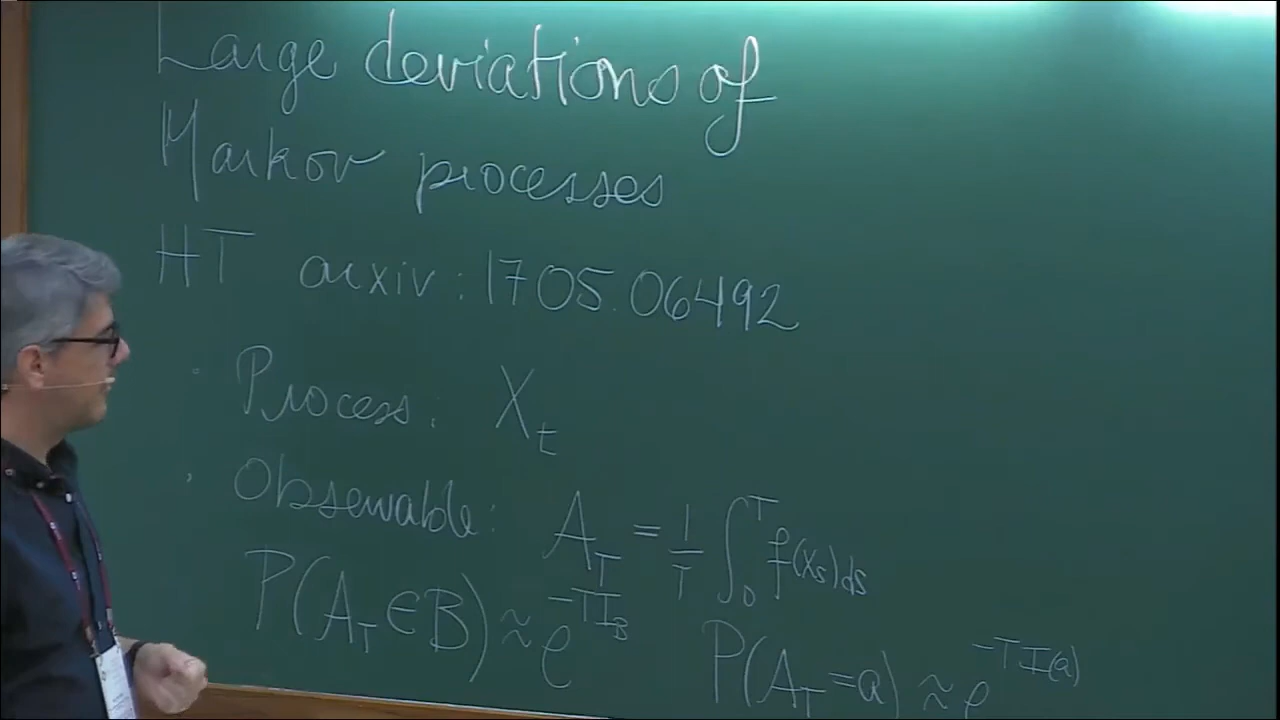 Large deviations of
Markov processes
HT arxiv: 1705.06492
· Process: X_t
· Observable: A_T = 1/T ∫_0^T f(X_s)ds
P(A_T ∈ B) ≈ e^{-T I_B} P(A_T = a) ≈ e^{-T I(a)}